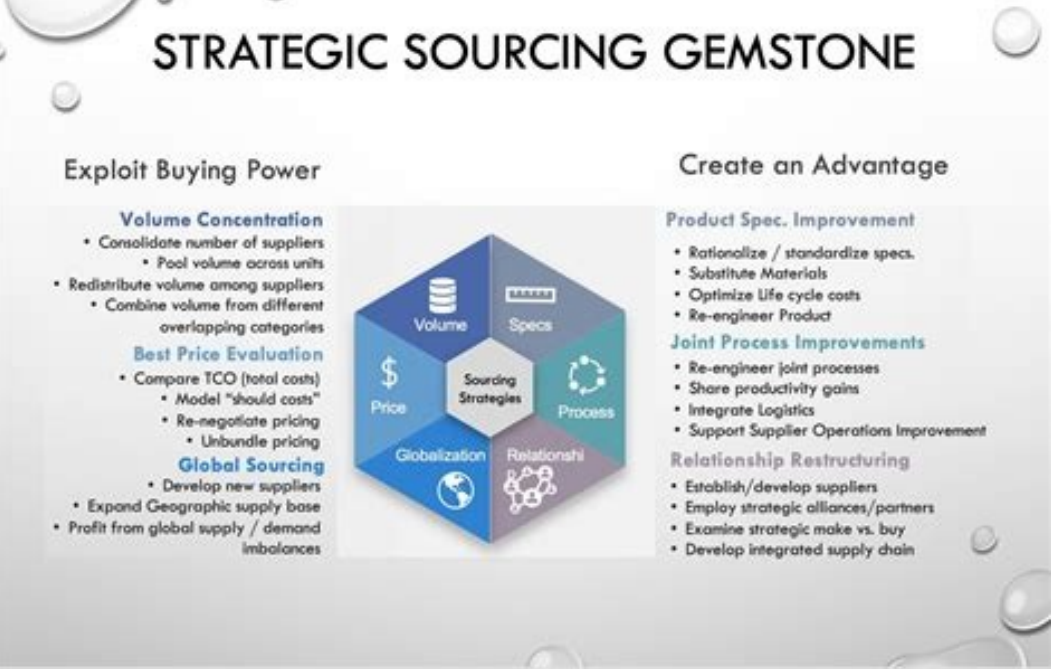 STRATEGIC SOURCING GEMSTONE
Exploit Buying Power
Volume Concentration
• Consolidate number of suppliers
• Pool volume across units
• Redistribute volume among suppliers
• Combine volume from different
overlapping categories
Best Price Evaluation
• Compare TCO (total costs)
• Model "should costs"
• Re-negotiate pricing
• Unbundle pricing
Global Sourcing
• Develop new suppliers
• Expand Geographic supply base
• Profit from global supply / demand
imbalances
Volume
Specs
$
Price
Sourcing
Strategies
Process
Globalization
Relationshi
Create an Advantage
Product Spec. Improvement
• Rationalize / standardize specs.
• Substitute Materials
• Optimize Life cycle costs
• Re-engineer Product
Joint Process Improvements
• Re-engineer joint processes
• Share productivity gains
• Integrate Logistics
• Support Supplier Operations Improvement
Relationship Restructuring
• Establish/develop suppliers
• Employ strategic alliances/partners
• Examine strategic make vs. buy
• Develop integrated supply chain